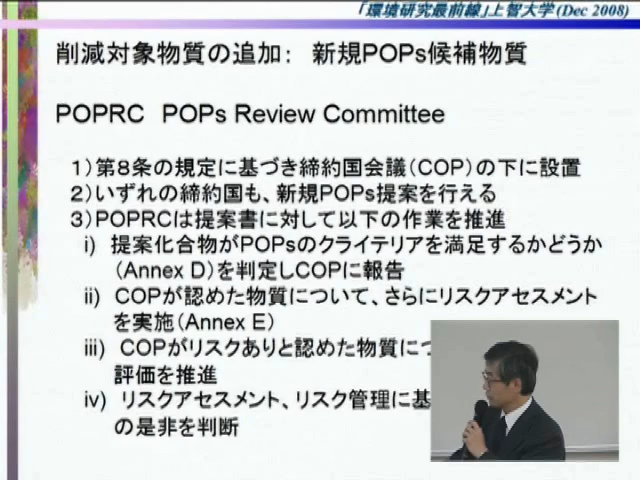 「環境研究最前線」上智大学(Dec 2008)
削減対象物質の追加： 新規POPs候補物質
POPRC POPs Review Committee
1）第8条の規定に基づき締約国会議（COP）の下に設置
2）いずれの締約国も、新規POPs提案を行える
3）POPRCは提案書に対して以下の作業を推進
i) 提案化合物がPOPsのクライテリアを満足するかどうか
（Annex D）を判定しCOPに報告
ii) COPが認めた物質について、さらにリスクアセスメント
を実施（Annex E）
iii) COPがリスクありと認めた物質に
評価を推進
iv) リスクアセスメント、リスク管理に基
の是非を判断